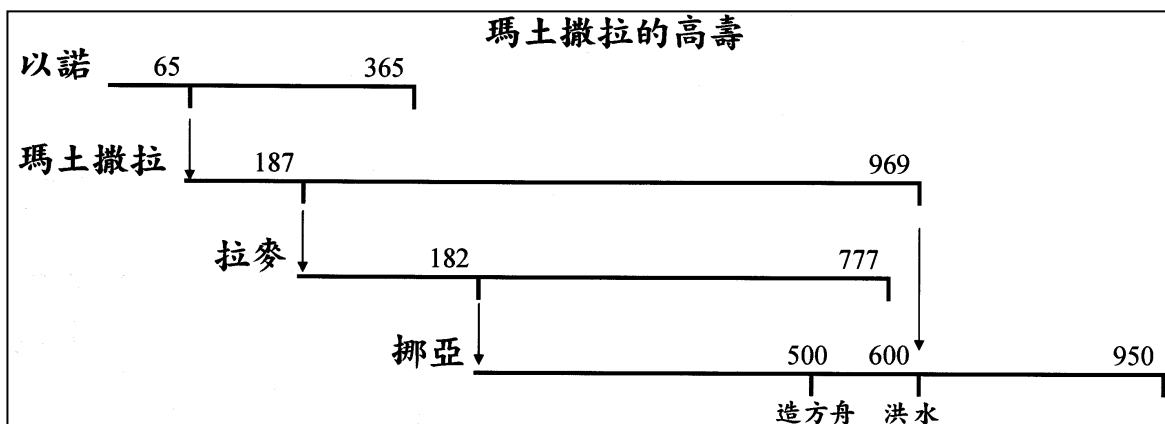 瑪土撒拉的高壽
以諾 65 365
瑪土撒拉 187 969
拉麥 182 777
挪亞 500 600 950
造方舟 洪水